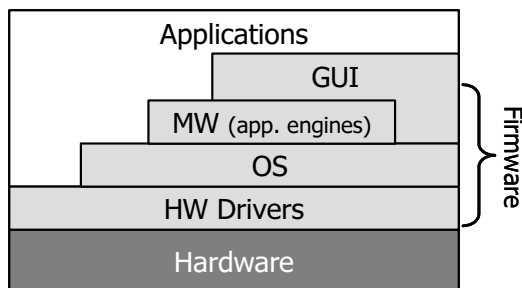 Applications
GUI
MW (app. engines)
OS
HW Drivers
Hardware
Firmware